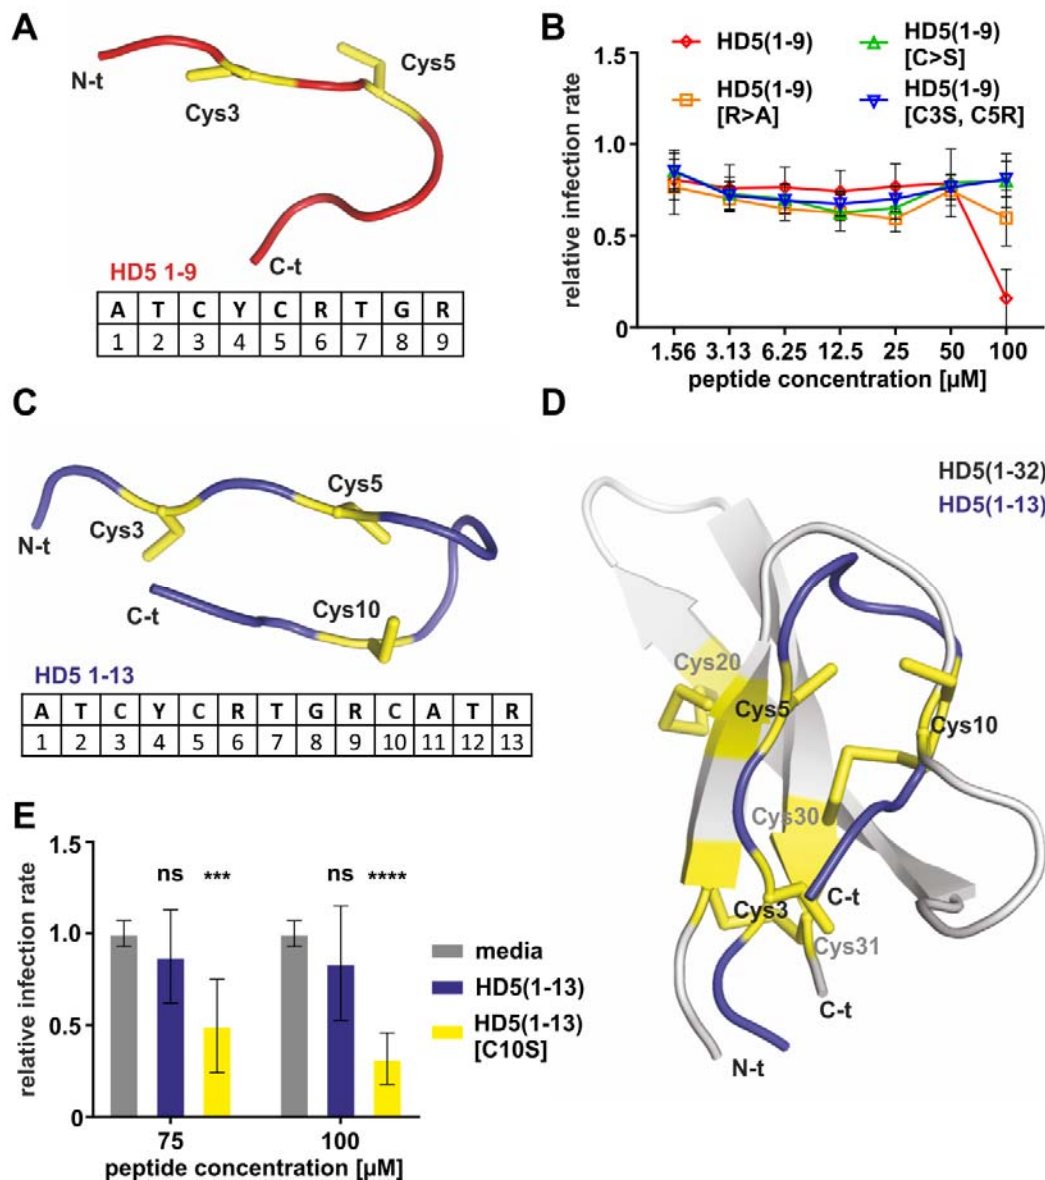 A
N-t
Cys3
Cys5
C-t
HD5 1-9
A T C Y C R T G R
1 2 3 4 5 6 7 8 9
B
HD5(1-9)
HD5(1-9)
[C>S]
HD5(1-9)
[R>A]
HD5(1-9)
[C3S, C5R]
relative infection rate
1.5
1.0
0.5
0
1.56 3.13 6.25 12.5 25 50 100
peptide concentration [µM]
C
N-t
Cys3
Cys5
C-t
Cys10
HD5 1-13
A T C Y C R T G R C A T R
1 2 3 4 5 6 7 8 9 10 11 12 13
D
HD5(1-32)
HD5(1-13)
Cys20
Cys5
Cys10
Cys30
Cys3
C-t
Cys31
C-t
N-t
E
relative infection rate
1.5
1.0
0.5
0
ns *** ns ****
media
HD5(1-13)
HD5(1-13)
[C10S]
75 100
peptide concentration [µM]